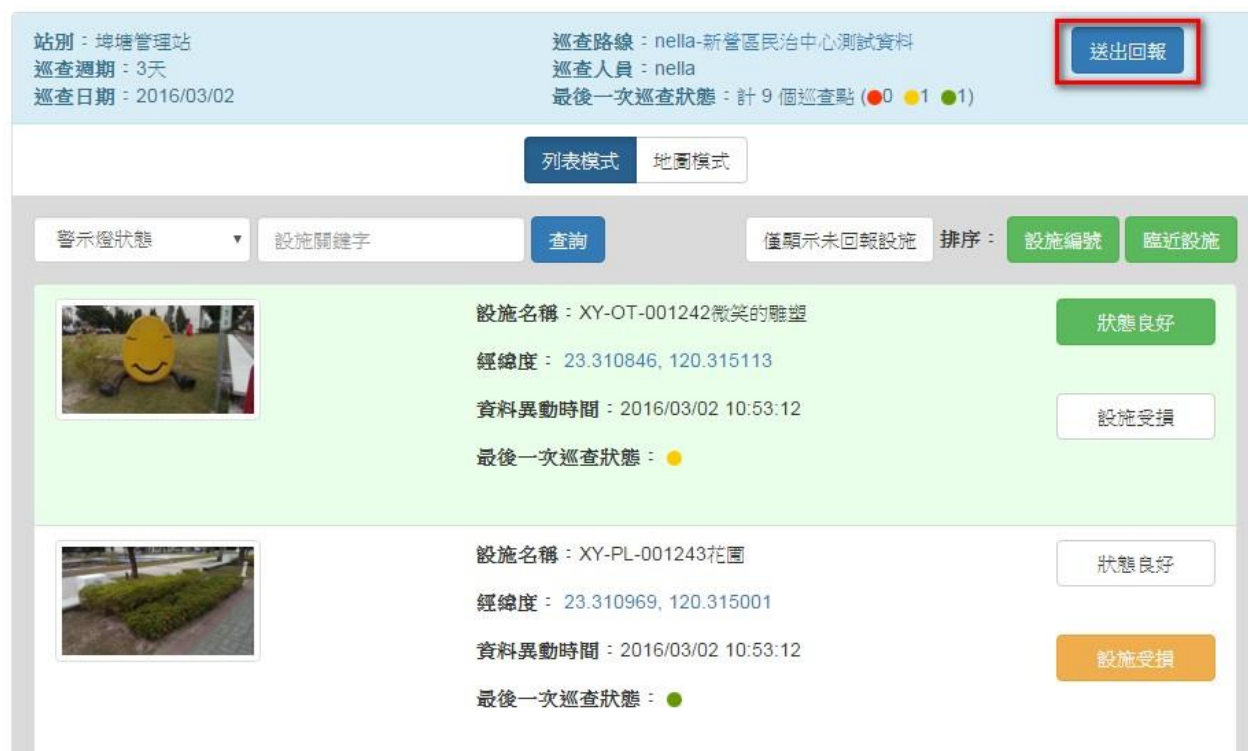 站別：埤塘管理站
巡查路線：nella-新營區民治中心測試資料
送出回報
巡查週期：3天
巡查人員：nella
巡查日期：2016/03/02
最後一次巡查狀態：計 9 個巡查點 (0 1 1)
列表模式
地圖模式
警示燈狀態
設施關鍵字
查詢
僅顯示未回報設施
排序：
設施編號
臨近設施
設施名稱：XY-OT-001242微笑的雕塑
狀態良好
經緯度： 23.310846, 120.315113
資料異動時間：2016/03/02 10:53:12
設施受損
最後一次巡查狀態：
設施名稱：XY-PL-001243花圃
狀態良好
經緯度： 23.310969, 120.315001
資料異動時間：2016/03/02 10:53:12
設施受損
最後一次巡查狀態：